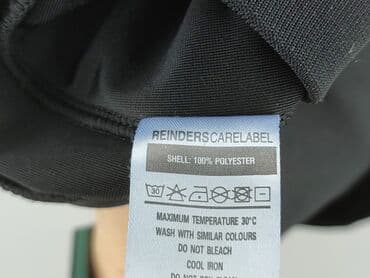 REINDERSCARELABEL
SHELL: 100% POLYESTER
30
MAXIMUM TEMPERATURE 30°C
WASH WITH SIMILAR COLOURS
DO NOT BLEACH
COOL IRON